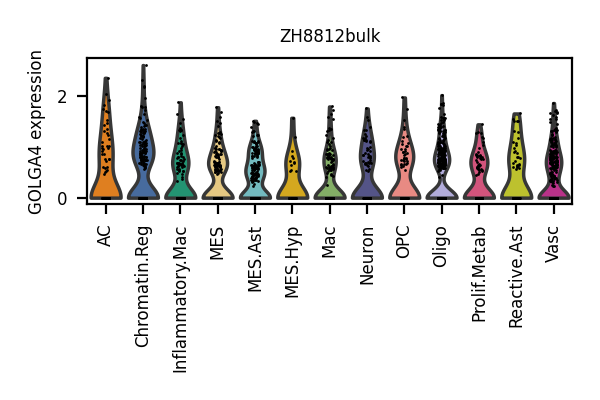 ZH8812bulk
GOLGA4 expression
2
0
AC
Chromatin.Reg
Inflammatory.Mac
MES
MES.Ast
MES.Hyp
Mac
Neuron
OPC
Oligo
Prolif.Metab
Reactive.Ast
Vasc